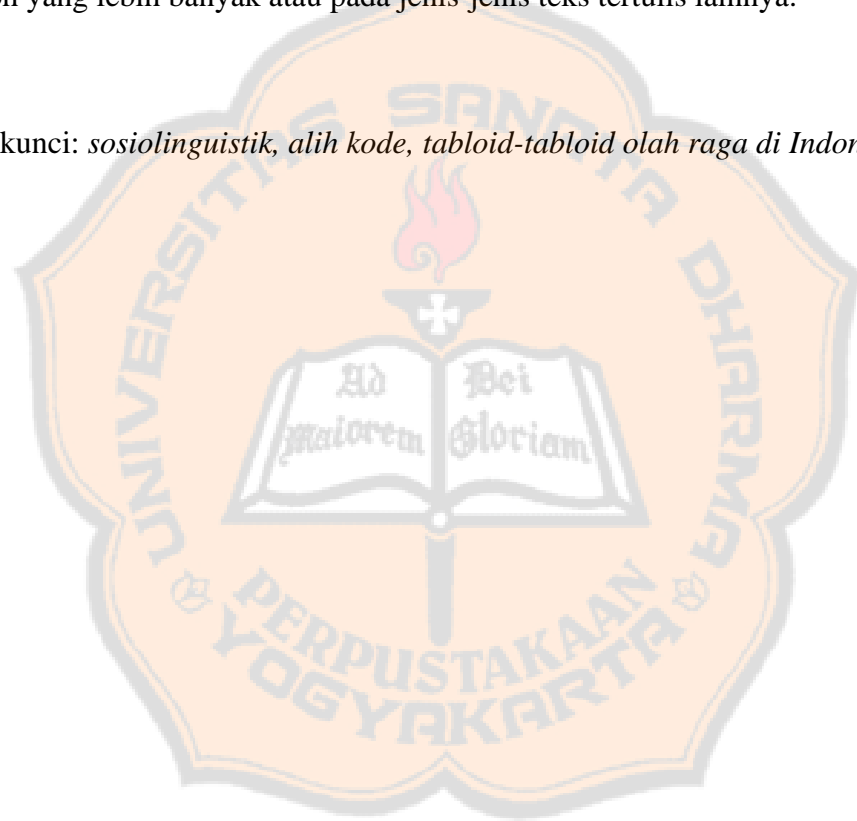 yang lebih banyak atau pada jenis-jenis teks tertulis lainnya.
kunci: sosiolinguistik, alih kode, tabloid-tabloid olah raga di
UNIVERSITAS SANATA DHARMA
Ad Dei
Maiorem Gloriam
PERPUSTAKAAN
YOGYAKARTA